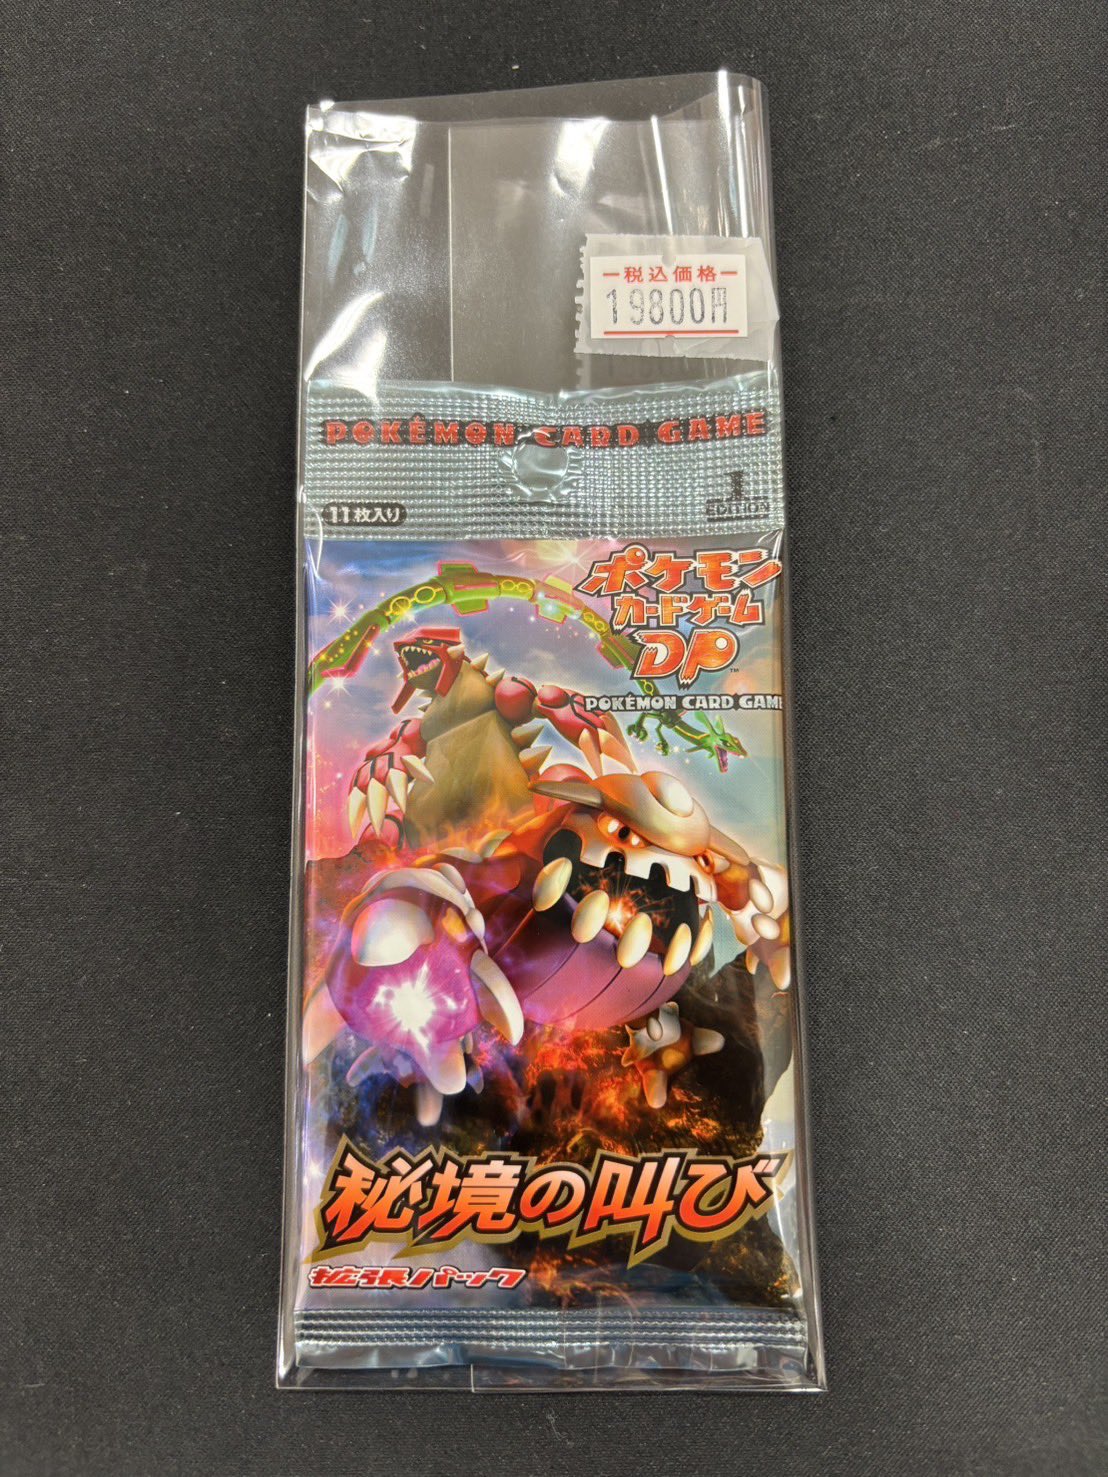 税込価格
19800円
POKÉMON CARD GAME
11枚入り
1
EDITION
ポケモン
カードゲーム
DP™
POKÉMON CARD GAME
秘境の叫び
拡張パック